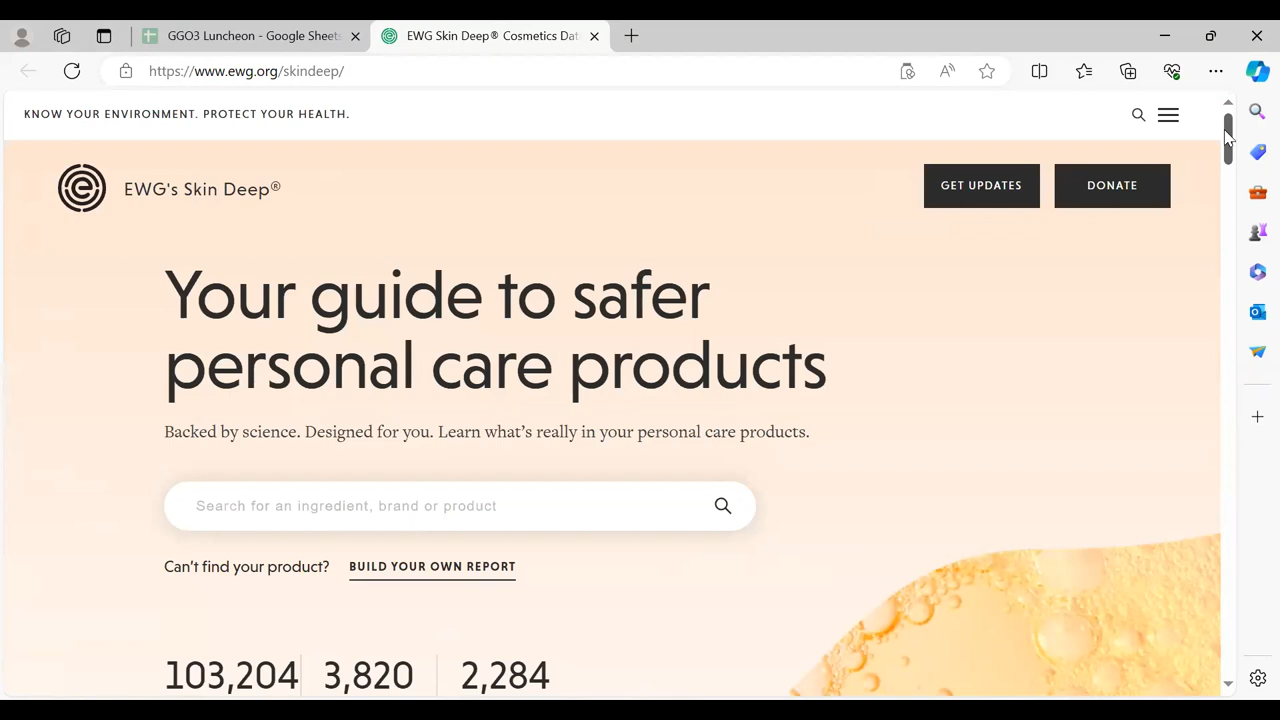 GGO3 Luncheon - Google Sheets
EWG Skin Deep® Cosmetics Dat
https://www.ewg.org/skindeep/
KNOW YOUR ENVIRONMENT. PROTECT YOUR HEALTH.
EWG's Skin Deep®
GET UPDATES
DONATE
Your guide to safer
personal care products
Backed by science. Designed for you. Learn what’s really in your personal care products.
Search for an ingredient, brand or product
Can’t find your product? BUILD YOUR OWN REPORT
103,204 3,820 2,284